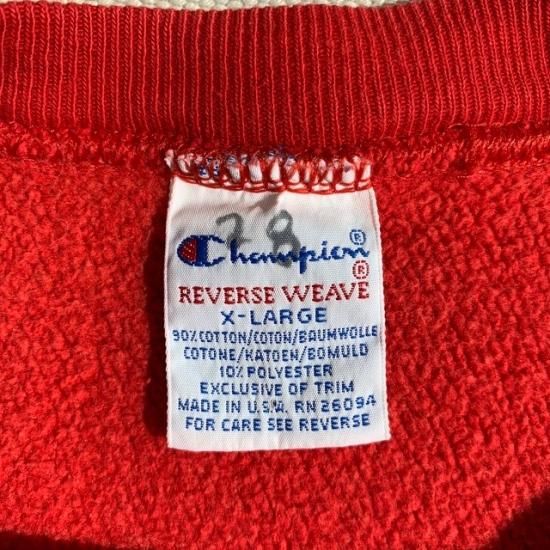 78
Champion®
®
REVERSE WEAVE
X-LARGE
90% COTTON/COTON/BAUMWOLLE
COTONE/KATOEN/BOMULD
10% POLYESTER
EXCLUSIVE OF TRIM
MADE IN U.S.A. RN 26094
FOR CARE SEE REVERSE